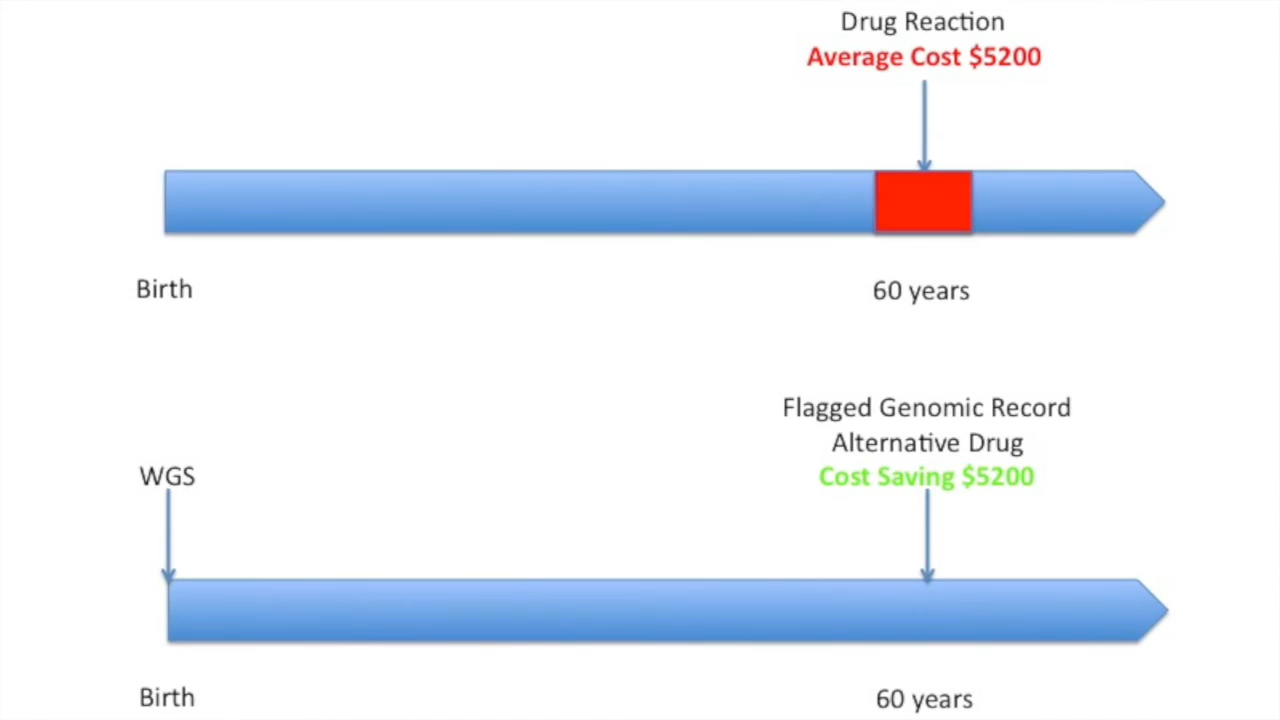 Drug Reaction
Average Cost $5200
Birth
60 years
Flagged Genomic Record
Alternative Drug
Cost Saving $5200
WGS
Birth
60 years